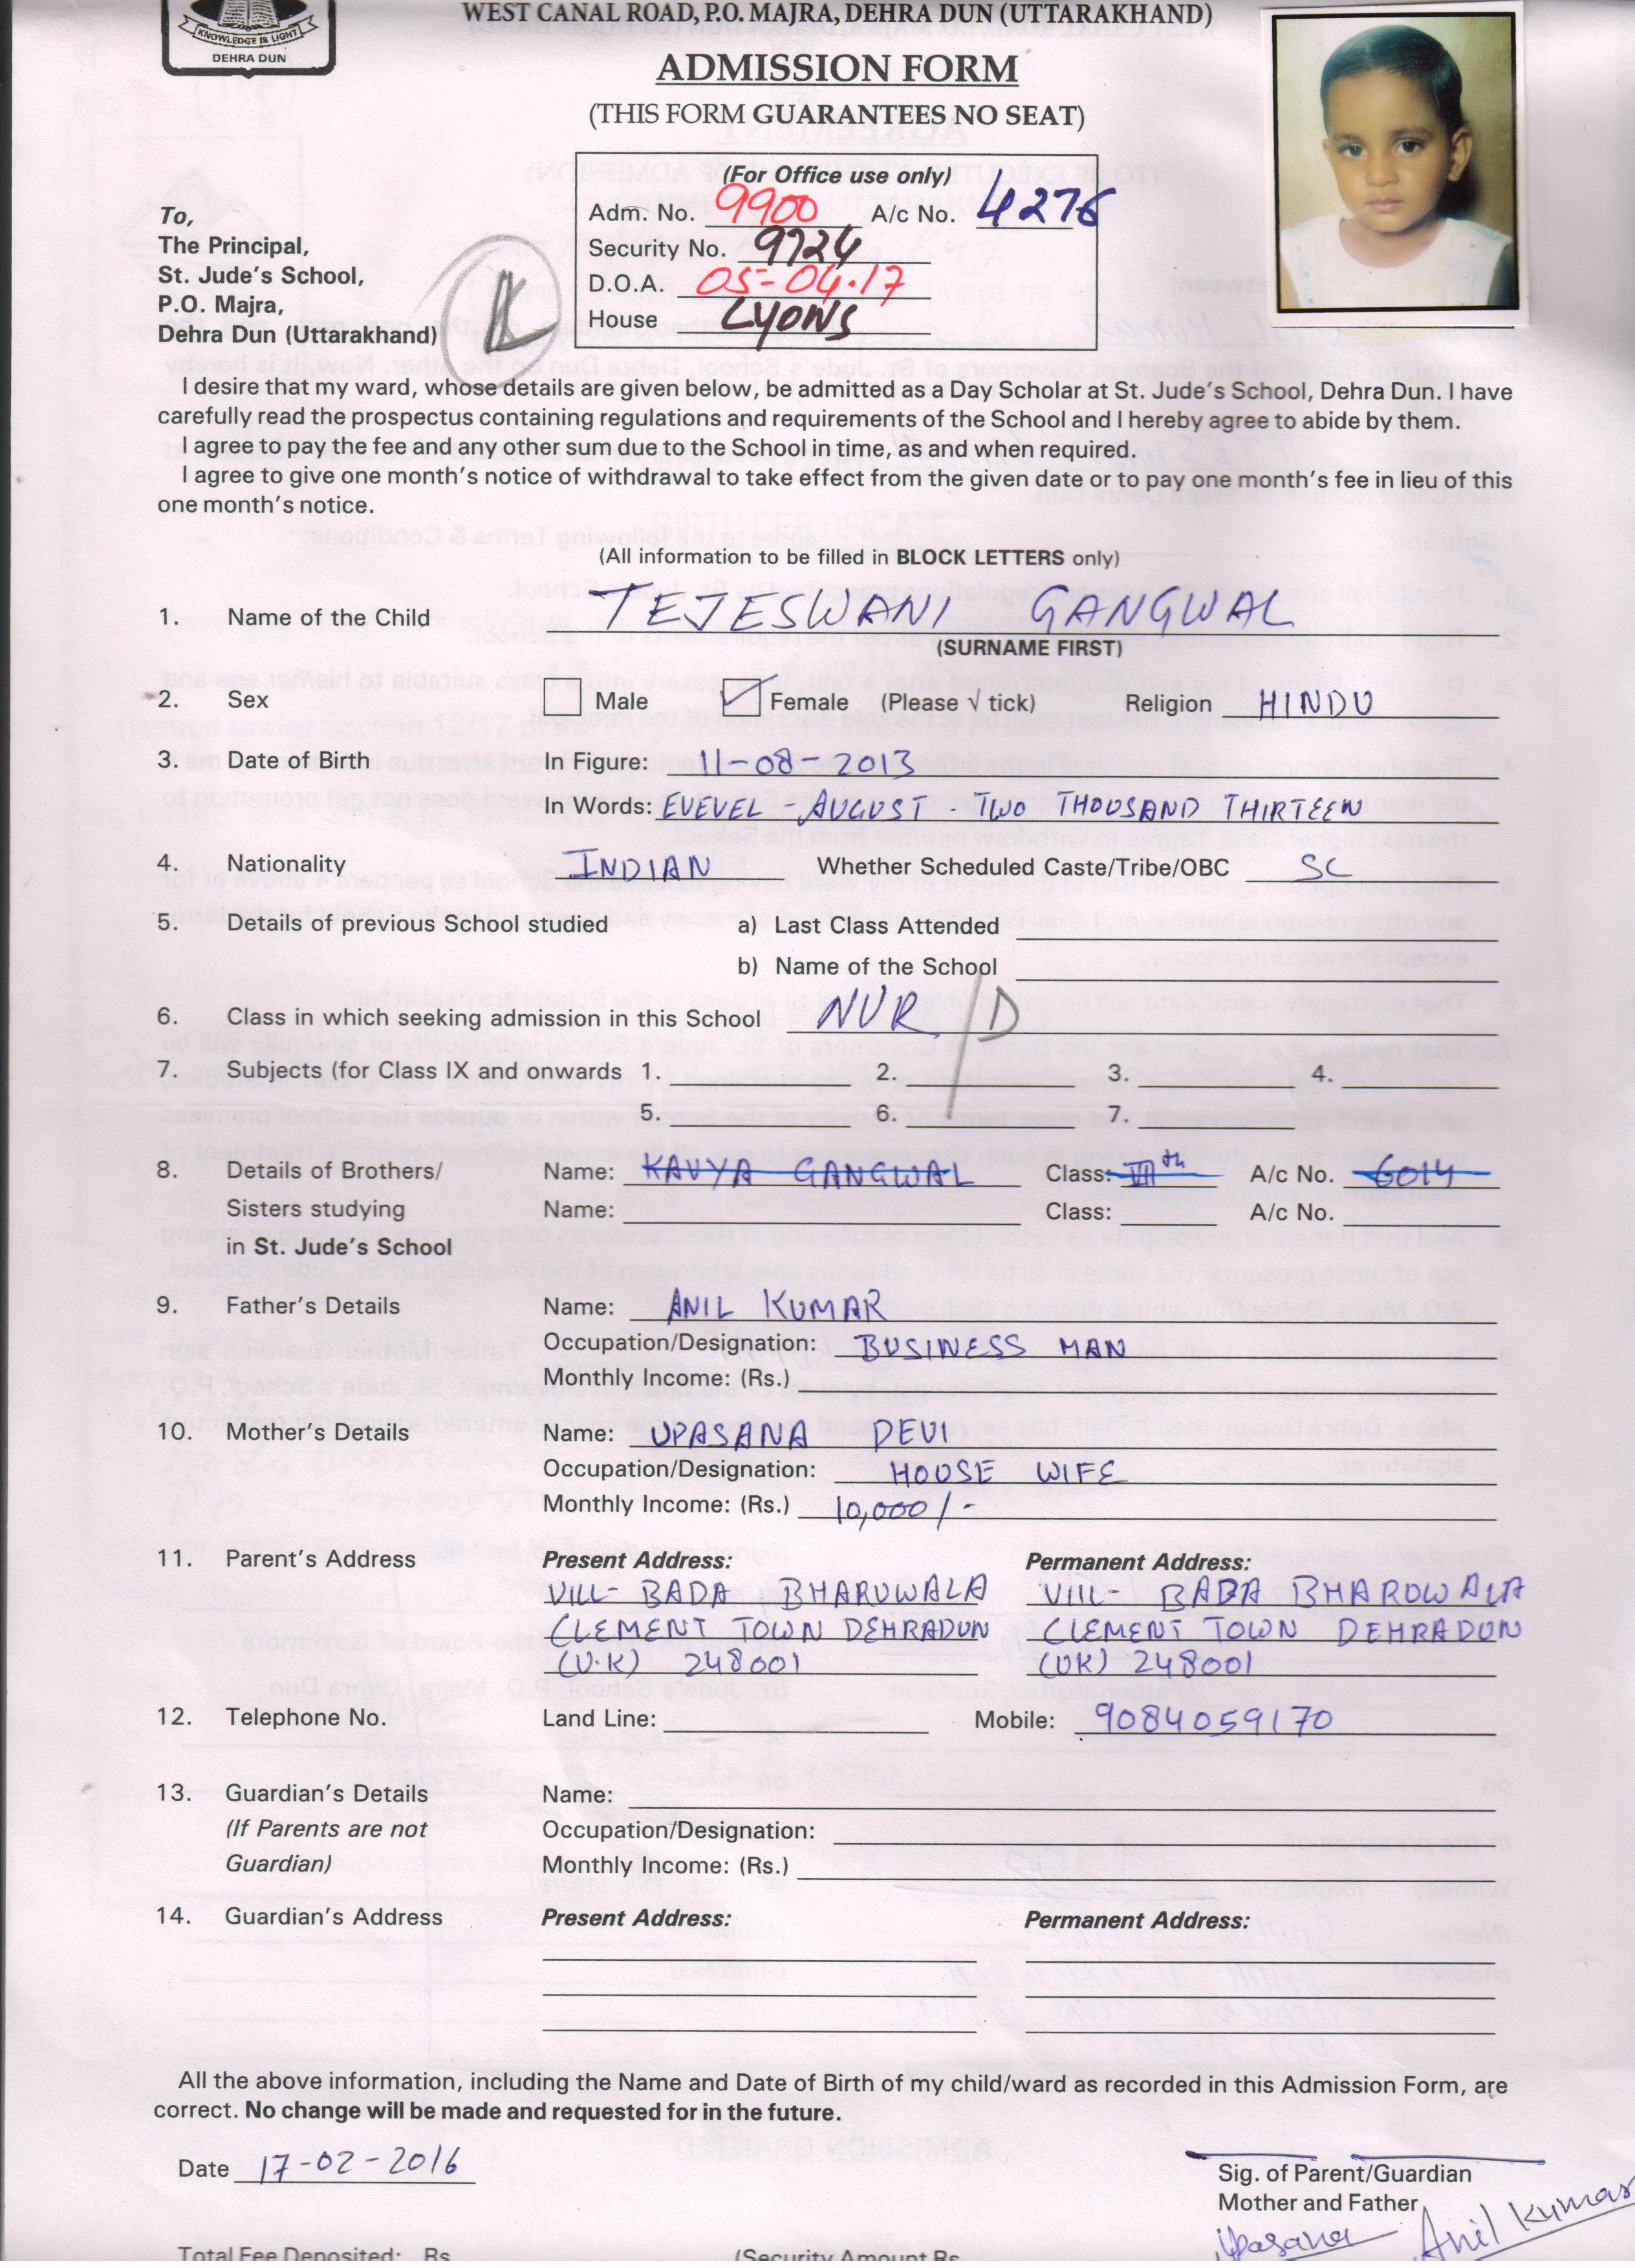 WEST CANAL ROAD, P.O. MAJRA, DEHRA DUN (UTTARAKHAND)
KNOWLEDGE IS LIGHT
DEHRA DUN
ADMISSION FORM
(THIS FORM GUARANTEES NO SEAT)
(For Office use only)
Adm. No. 9900 A/c No. 4276
Security No. 9724
D.O.A. 05-04-17
House LYONS
To,
The Principal,
St. Jude's School,
P.O. Majra,
Dehra Dun (Uttarakhand)
I desire that my ward, whose details are given below, be admitted as a Day Scholar at St. Jude's School, Dehra Dun. I have
carefully read the prospectus containing regulations and requirements of the School and I hereby agree to abide by them.
I agree to pay the fee and any other sum due to the School in time, as and when required.
I agree to give one month's notice of withdrawal to take effect from the given date or to pay one month's fee in lieu of this
one month's notice.
(All information to be filled in BLOCK LETTERS only)
1. Name of the Child TEJESWANI GANGWAL
(SURNAME FIRST)
2. Sex Male Female (Please √ tick) Religion HINDU
3. Date of Birth In Figure: 11-08-2013
In Words: EVEVEL - AUGUST - TWO THOUSAND THIRTEEN
4. Nationality INDIAN Whether Scheduled Caste/Tribe/OBC SC
5. Details of previous School studied a) Last Class Attended
b) Name of the School
6. Class in which seeking admission in this School NUR / D
7. Subjects (for Class IX and onwards 1. 2. 3. 4.
5. 6. 7.
8. Details of Brothers/ Name: KAVYA GANGWAL Class: VII th A/c No. 6014
Sisters studying Name: Class: A/c No.
in St. Jude's School
9. Father's Details Name: ANIL KUMAR
Occupation/Designation: BUSINESS MAN
Monthly Income: (Rs.)
10. Mother's Details Name: UPASANA DEVI
Occupation/Designation: HOUSE WIFE
Monthly Income: (Rs.) 10,000/-
11. Parent's Address Present Address: Permanent Address:
VILL- BADA BHARUWALA VILL- BADA BHAROWALA
CLEMENT TOWN DEHRADUN CLEMENT TOWN DEHRADUN
(U.K) 248001 (UK) 248001
12. Telephone No. Land Line: Mobile: 9084059170
13. Guardian's Details Name:
(If Parents are not Occupation/Designation:
Guardian) Monthly Income: (Rs.)
14. Guardian's Address Present Address: Permanent Address:
All the above information, including the Name and Date of Birth of my child/ward as recorded in this Admission Form, are
correct. No change will be made and requested for in the future.
Date 17-02-2016
Sig. of Parent/Guardian
Mother and Father
Upasana Anil Kumar
Total Fee Deposited: Rs. (Security Amount Rs.